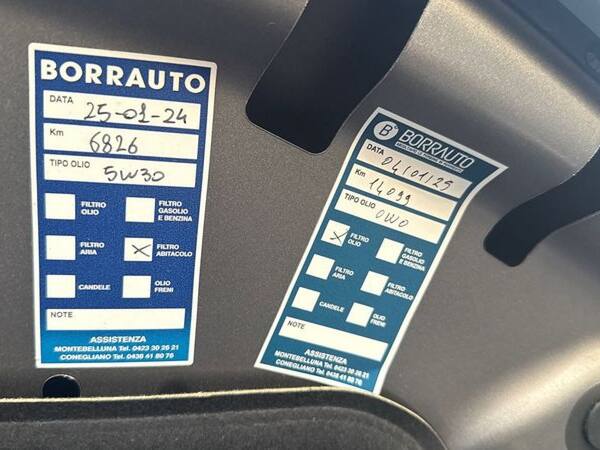 BORRAUTO
DATA 25-01-24
Km 6826
TIPO OLIO 5W30
FILTRO OLIO
FILTRO GASOLIO E BENZINA
FILTRO ARIA
FILTRO ABITACOLO
CANDELE
OLIO FRENI
NOTE
ASSISTENZA
MONTEBELLUNA Tel. 0423 30 26 21
CONEGLIANO Tel. 0438 41 80 76
B BORRAUTO
DATA 04/01/25
Km 14099
TIPO OLIO 0W0
FILTRO OLIO
FILTRO GASOLIO E BENZINA
FILTRO ARIA
FILTRO ABITACOLO
CANDELE
OLIO FRENI
NOTE
ASSISTENZA
MONTEBELLUNA Tel. 0423 30 26 21
CONEGLIANO Tel. 0438 41 80 76